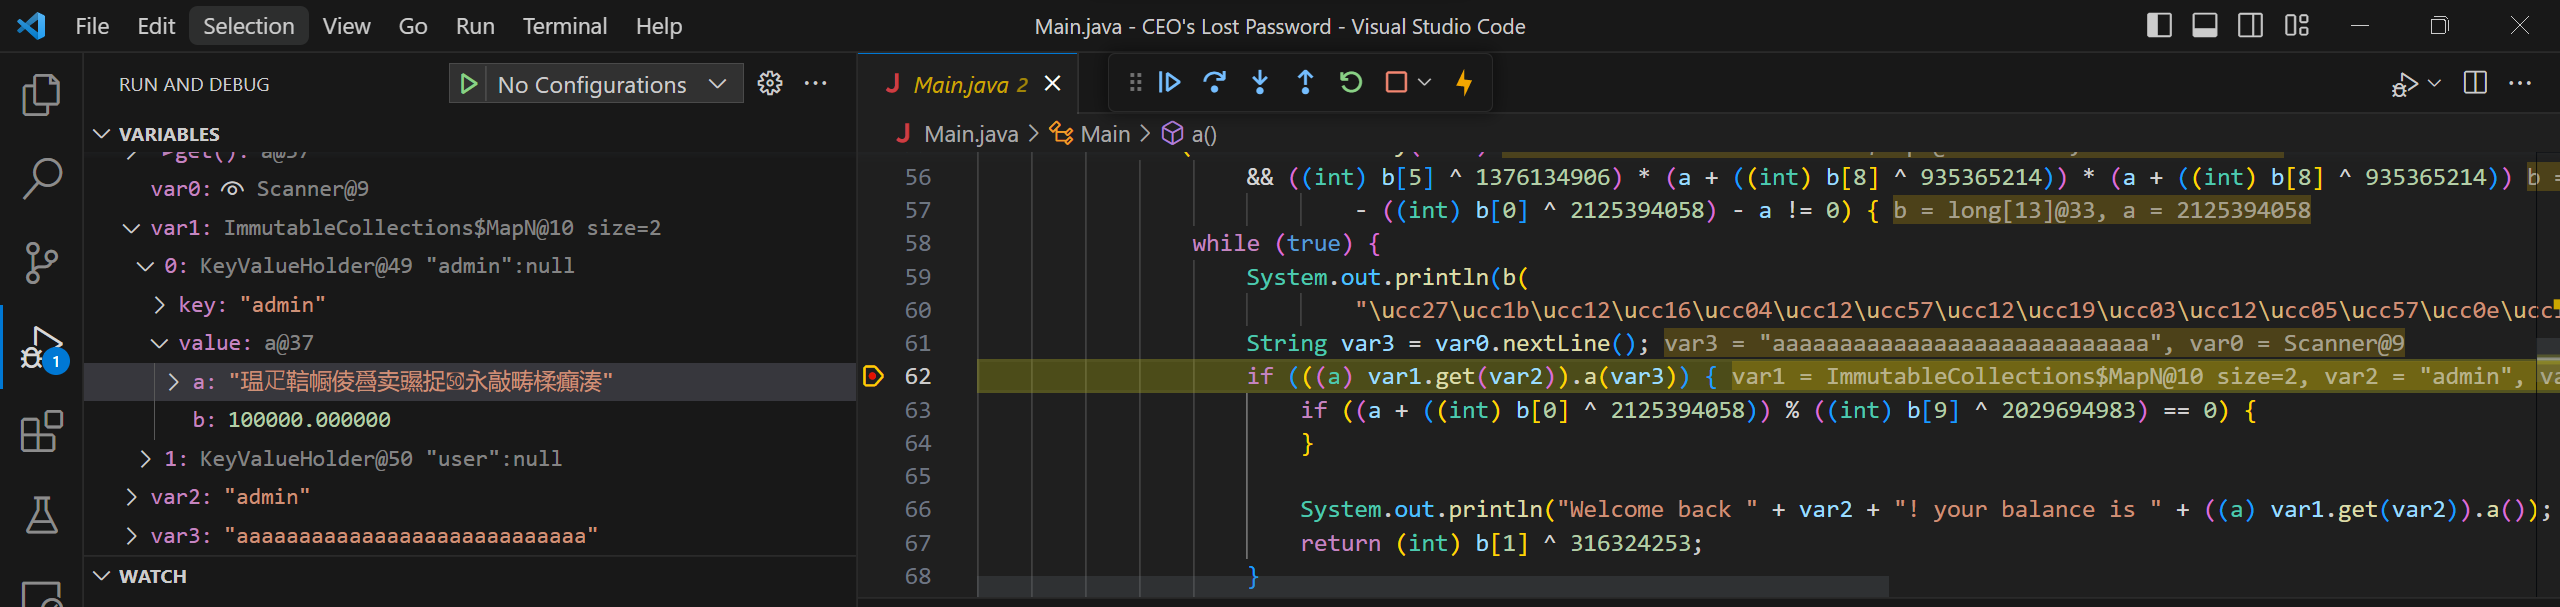 File Edit Selection View Go Run Terminal Help
Main.java - CEO's Lost Password - Visual Studio Code
RUN AND DEBUG
No Configurations
VARIABLES
get(): a@37
var0: Scanner@9
var1: ImmutableCollections$MapN@10 size=2
0: KeyValueHolder@49 "admin":null
key: "admin"
value: a@37
a:
b: 100000.000000
1: KeyValueHolder@50 "user":null
var2: "admin"
var3: "aaaaaaaaaaaaaaaaaaaaaaaaaaaa"
WATCH
1
Main.java 2
Main.java > Main > a()
56 && ((int) b[5] ^ 1376134906) * (a + ((int) b[8] ^ 935365214)) * (a + ((int) b[8] ^ 935365214)) b =
57 - ((int) b[0] ^ 2125394058) - a != 0) { b = long[13]@33, a = 2125394058
58 while (true) {
59 System.out.println(b(
60 "\ucc27\ucc1b\ucc12\ucc16\ucc04\ucc12\ucc57\ucc12\ucc19\ucc03\ucc12\ucc05\ucc57\ucc0e\ucc
61 String var3 = var0.nextLine(); var3 = "aaaaaaaaaaaaaaaaaaaaaaaaaaaa", var0 = Scanner@9
62 if (((a) var1.get(var2)).a(var3)) { var1 = ImmutableCollections$MapN@10 size=2, var2 = "admin", va
63 if ((a + ((int) b[0] ^ 2125394058)) % ((int) b[9] ^ 2029694983) == 0) {
64 }
65
66 System.out.println("Welcome back " + var2 + "! your balance is " + ((a) var1.get(var2)).a());
67 return (int) b[1] ^ 316324253;
68 }